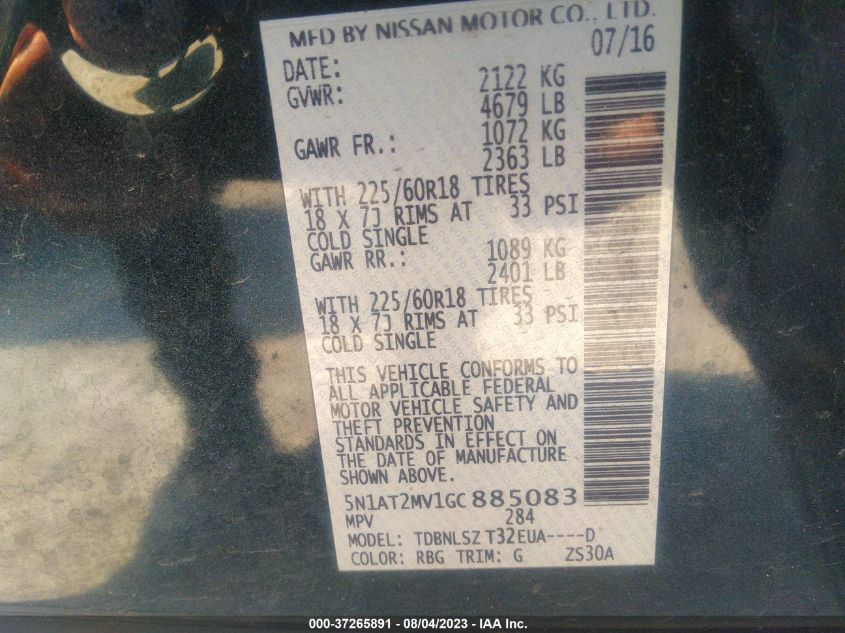 MFD BY NISSAN MOTOR CO., LTD.
DATE: 07/16
GVWR: 2122 KG
4679 LB
GAWR FR.: 1072 KG
2363 LB
WITH 225/60R18 TIRES
18 X 7J RIMS AT 33 PSI
COLD SINGLE
GAWR RR.: 1089 KG
2401 LB
WITH 225/60R18 TIRES
18 X 7J RIMS AT 33 PSI
COLD SINGLE
THIS VEHICLE CONFORMS TO
ALL APPLICABLE FEDERAL
MOTOR VEHICLE SAFETY AND
THEFT PREVENTION
STANDARDS IN EFFECT ON
THE DATE OF MANUFACTURE
SHOWN ABOVE.
5N1AT2MV1GC 885083
MPV 284
MODEL: TDBNLSZ T32EUA----D
COLOR: RBG TRIM: G ZS30A
000-37265891 - 08/04/2023 - IAA Inc.